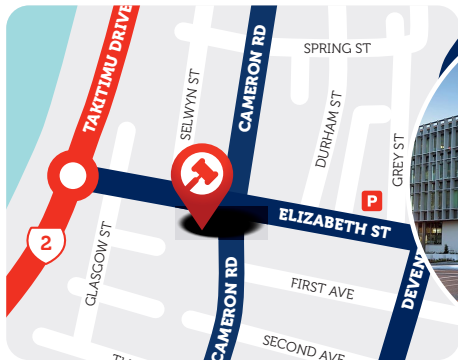 TAKITIMU DRIVE
SELWYN ST
CAMERON RD
SPRING ST
DURHAM ST
GREY ST
P
ELIZABETH ST
2
GLASGOW ST
CAMERON RD
FIRST AVE
SECOND AVE